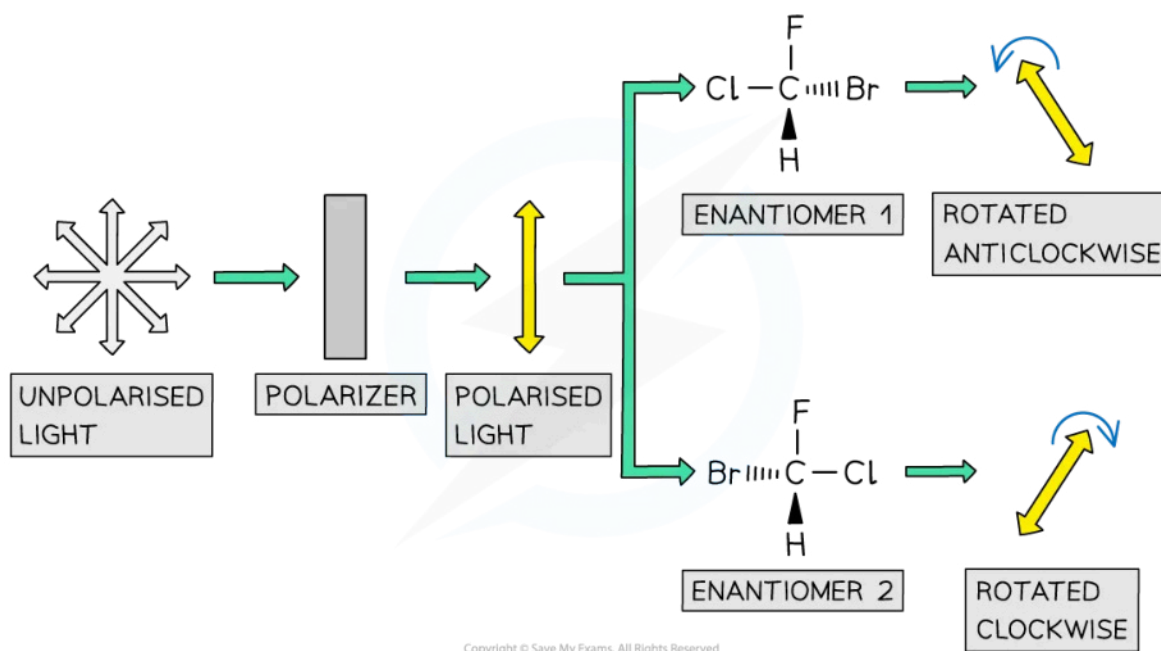 F
Cl — C Br
H
ENANTIOMER 1
ROTATED
ANTICLOCKWISE
UNPOLARISED
LIGHT
POLARIZER
POLARISED
LIGHT
F
Br C — Cl
H
ENANTIOMER 2
ROTATED
CLOCKWISE
Copyright © Save My Exams. All Rights Reserved